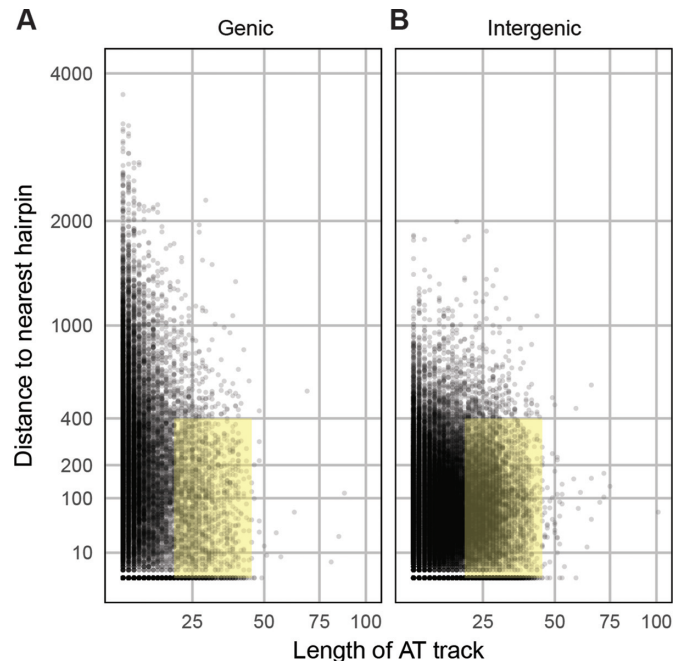 A
B
Genic
Intergenic
Distance to nearest hairpin
4000
2000
1000
400
200
100
10
25 50 75 100
25 50 75 100
Length of AT track